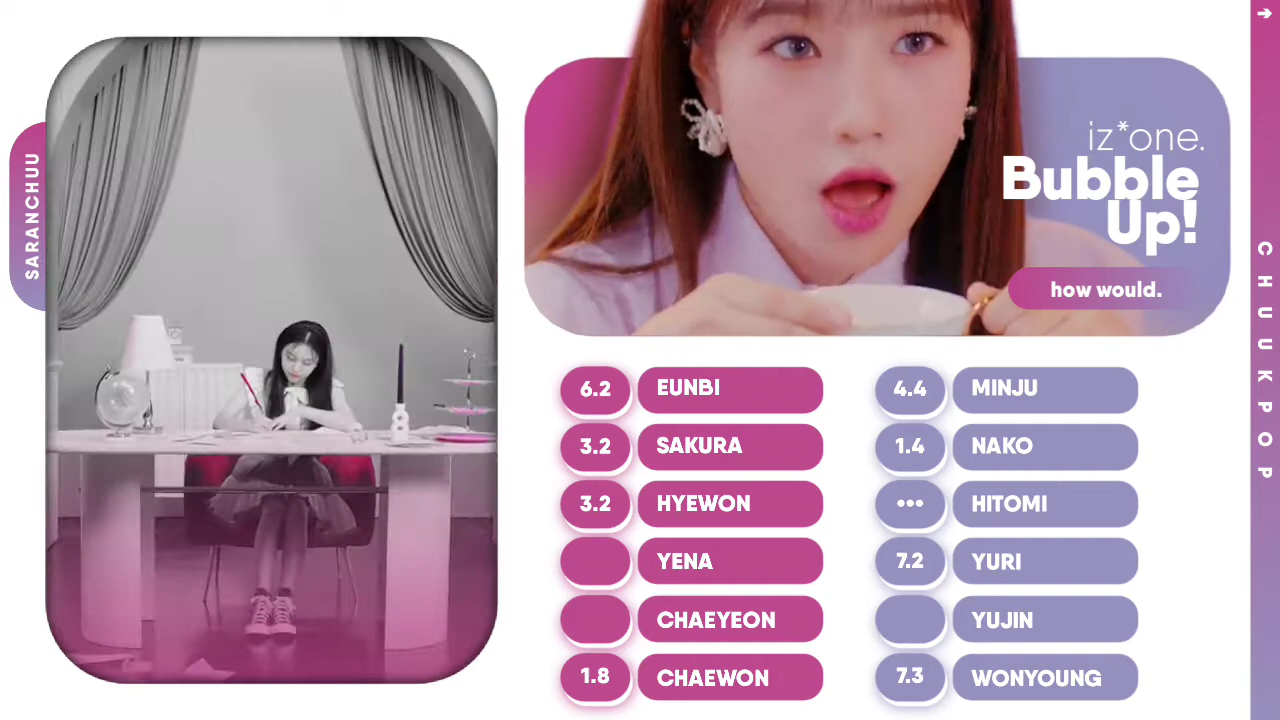 SARANCHUU
iz*one.
Bubble
Up!
how would.
6.2 EUNBI
3.2 SAKURA
3.2 HYEWON
YENA
CHAEYEON
1.8 CHAEWON
4.4 MINJU
1.4 NAKO
••• HITOMI
7.2 YURI
YUJIN
7.3 WONYOUNG
➔
CHUUKPOP